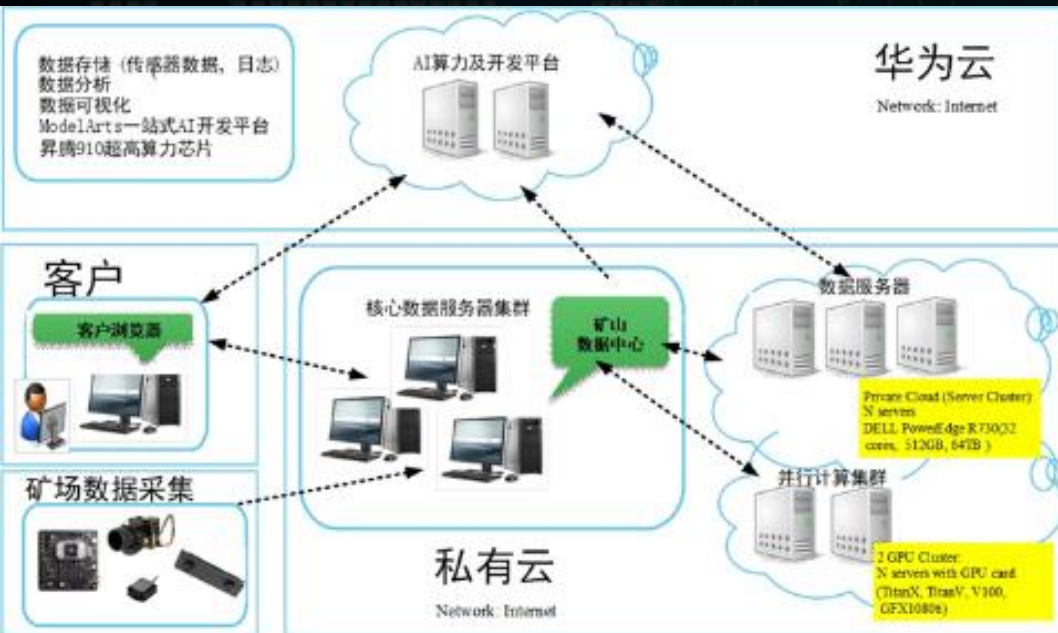 数据存储 (传感器数据、日志)
数据分析
数据可视化
ModelArts一站式AI开发平台
昇腾910超高算力芯片
AI算力及开发平台
华为云
Network: Internet
客户
客户浏览器
核心数据服务器集群
矿山
数据中心
数据服务器
Private Cloud (Server Cluster)
N servers
DELL PowerEdge R730(32
cores, 512GB, 64TB )
矿场数据采集
并行计算集群
2 GPU Cluster:
N servers with GPU card
(TitanX, TitanV, V100,
私有云
Network: Internet